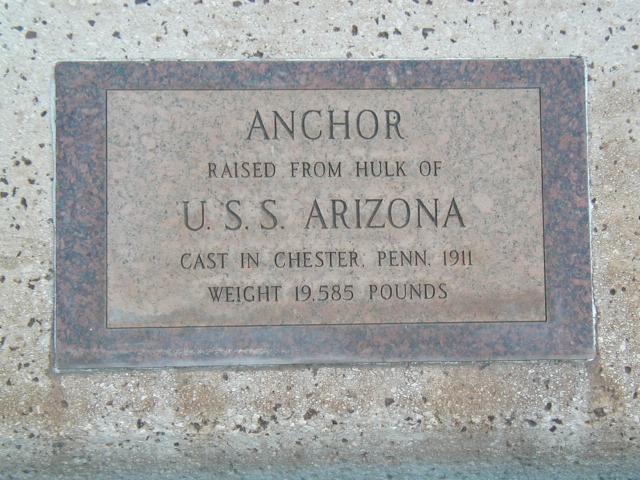 ANCHOR
RAISED FROM HULK OF
U. S. S. ARIZONA
CAST IN CHESTER, PENN. 1911
WEIGHT 19,585 POUNDS